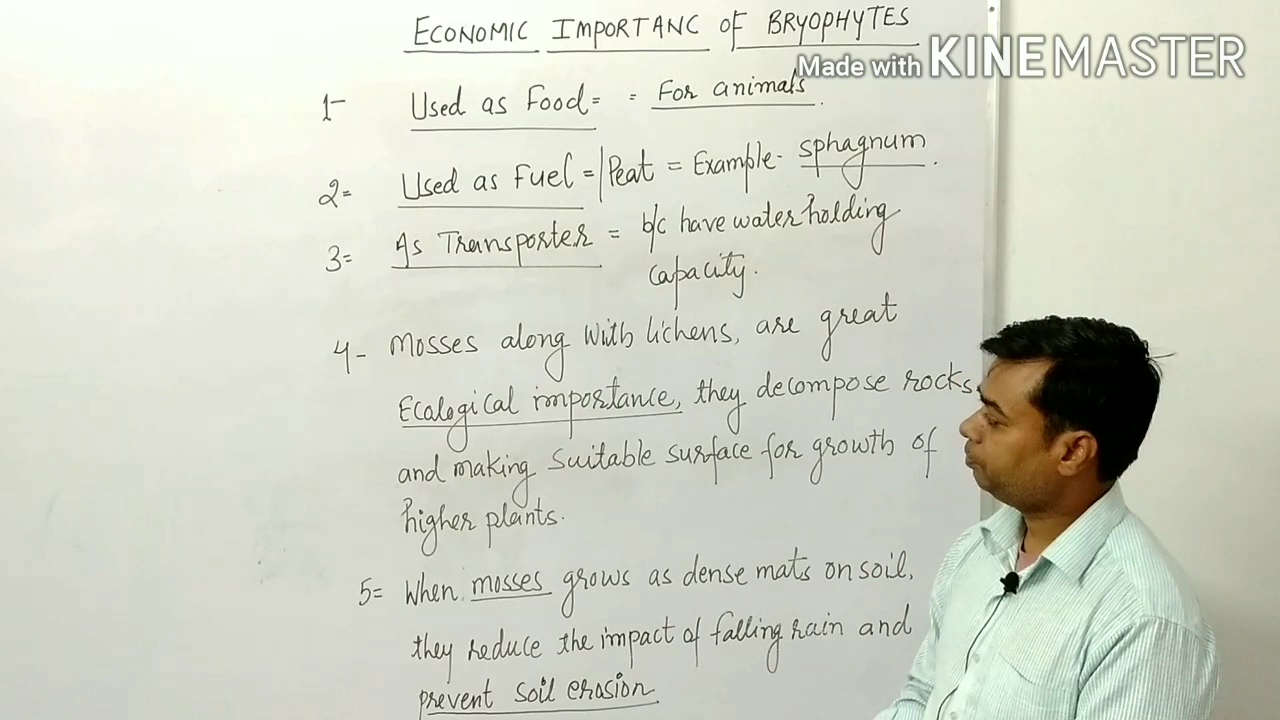 ECONOMIC IMPORTANC OF BRYOPHYTES
Made with KINEMASTER
1- Used as Food= = For animals.
2= Used as Fuel =/Peat = Example- sphagnum.
3= As Transporter = b/c have water holding
capacity.
4- Mosses along with lichens, are great
Ecalogical importance, they decompose rocks
and making suitable surface for growth of
higher plants.
5= When mosses grows as dense mats on soil,
they reduce the impact of falling rain and
prevent soil erosion